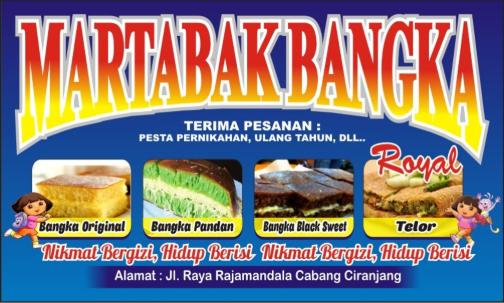 MARTABAK BANGKA
TERIMA PESANAN :
PESTA PERNIKAHAN, ULANG TAHUN, DLL..
Royal
Bangka Original
Bangka Pandan
Bangka Black Sweet
Telor
Nikmat Bergizi, Hidup Berisi Nikmat Bergizi, Hidup Berisi
Alamat : Jl. Raya Rajamandala Cabang Ciranjang